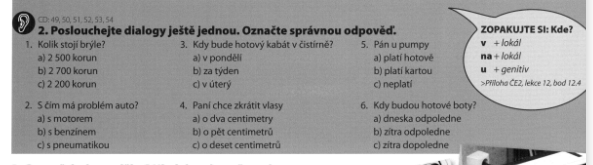 CD: 49, 50, 51, 52, 53, 54
2. Poslouchejte dialogy ještě jednou. Označte správnou odpověď.
1. Kolik stojí brýle?
a) 2 500 korun
b) 2 700 korun
c) 2 200 korun
2. S čím má problém auto?
a) s motorem
b) s benzinem
c) s pneumatikou
3. Kdy bude hotový kabát v čistírně?
a) v pondělí
b) za týden
c) v úterý
4. Paní chce zkrátit vlasy
a) o dva centimetry
b) o pět centimetrů
c) o deset centimetrů
5. Pán u pumpy
a) platí hotově
b) platí kartou
c) neplatí
6. Kdy budou hotové boty?
a) dneska odpoledne
b) zítra odpoledne
c) zítra dopoledne
ZOPAKUJTE SI: Kde?
v + lokál
na + lokál
u + genitiv
>Příloha ČE2, lekce 12, bod 12.4